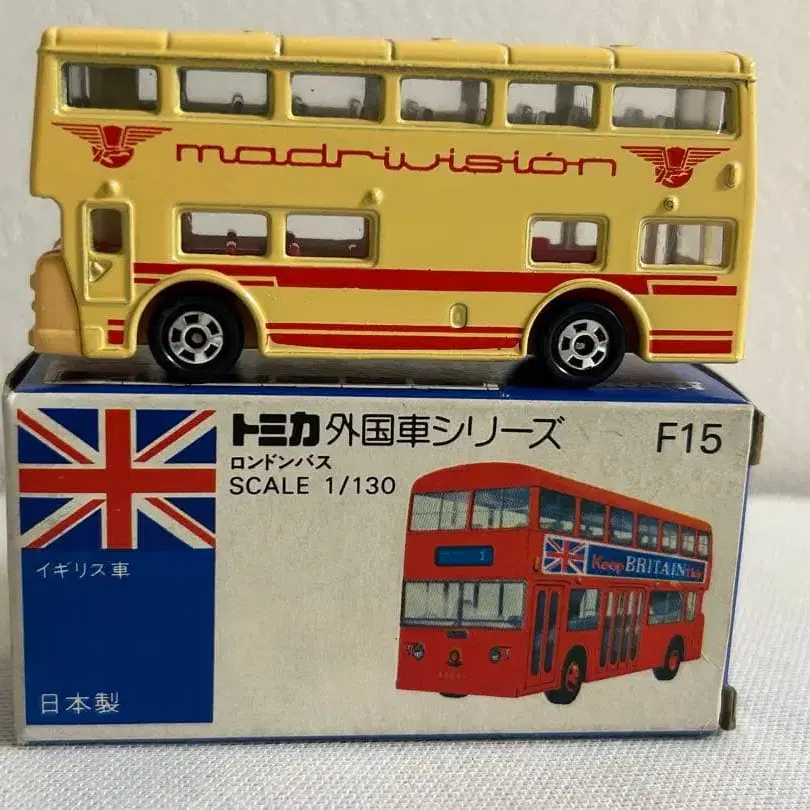 madrivisión
トミカ外国車シリーズ
F15
ロンドンバス
SCALE 1/130
イギリス車
日本製
Keep BRITAIN tidy